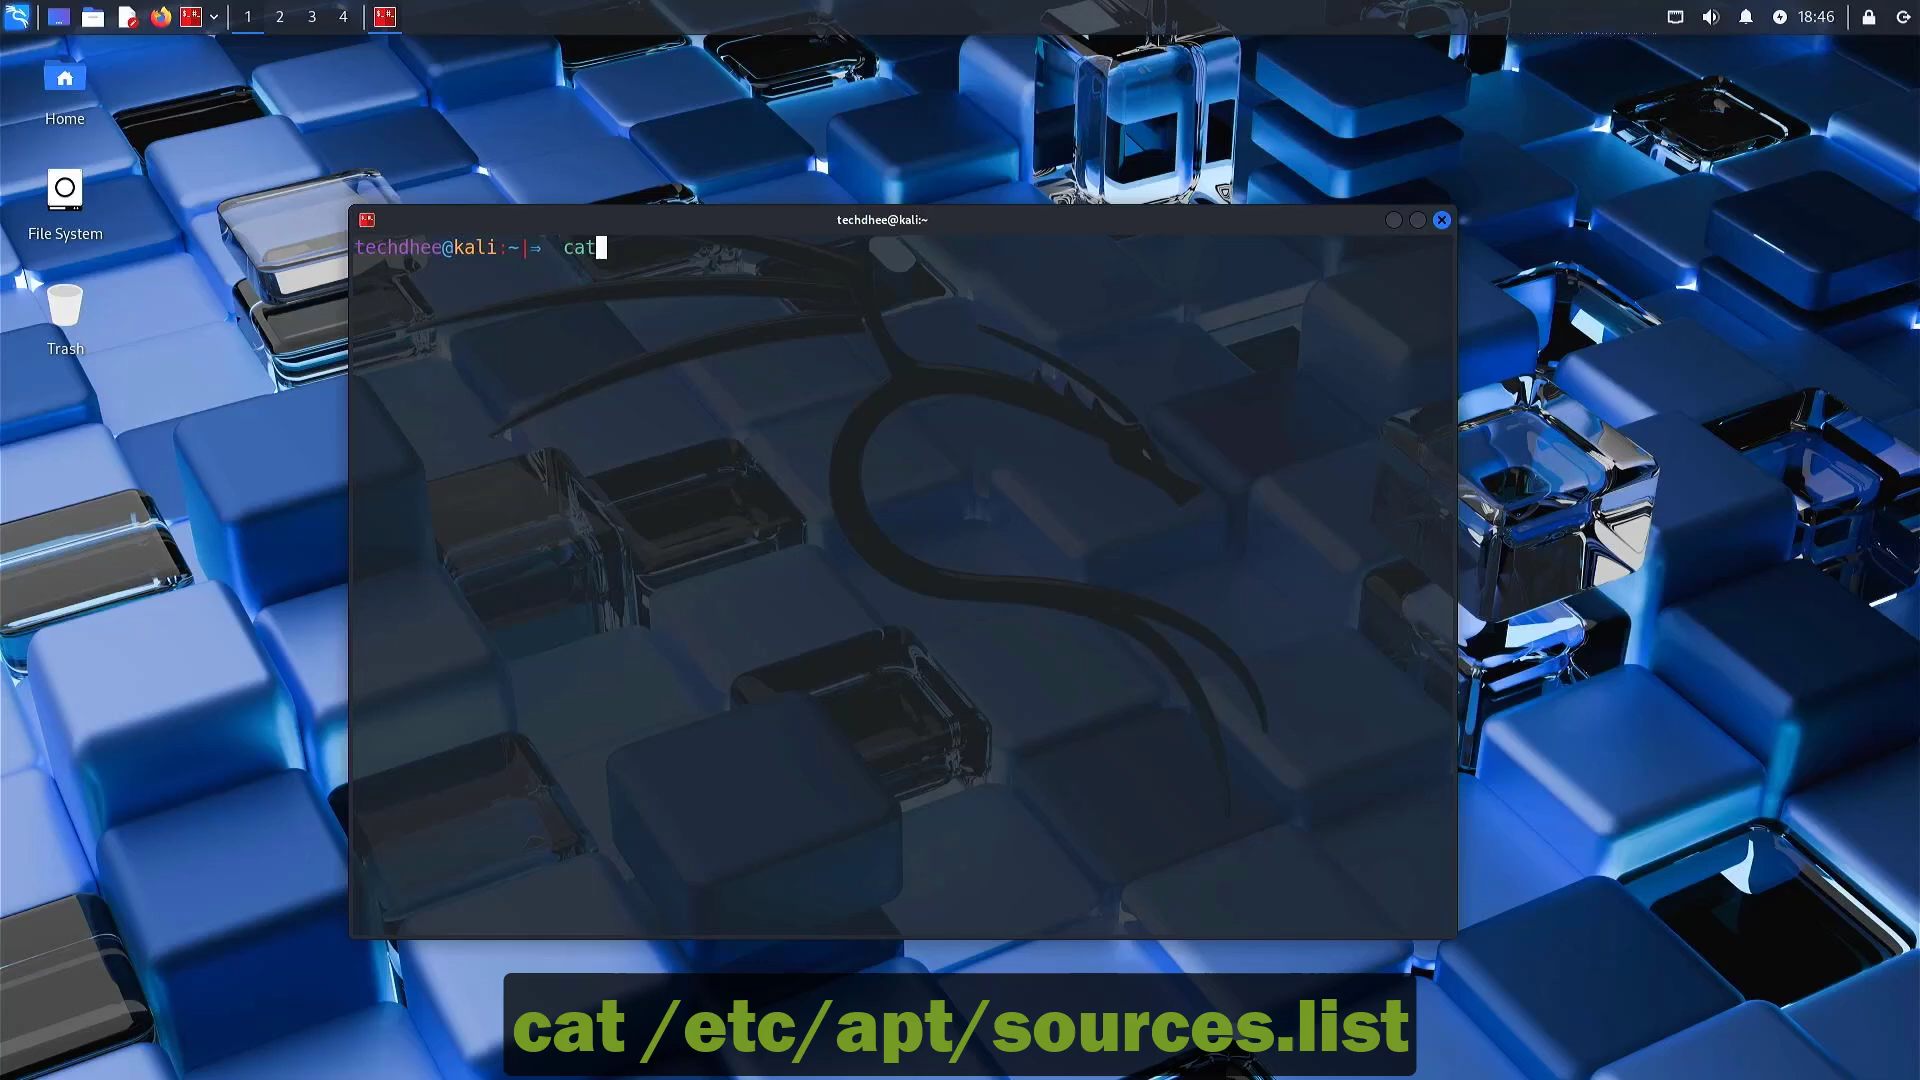 1 2 3 4
18:46
Home
File System
Trash
techdhee@kali:~
techdhee@kali:~|⇒ cat
cat /etc/apt/sources.list